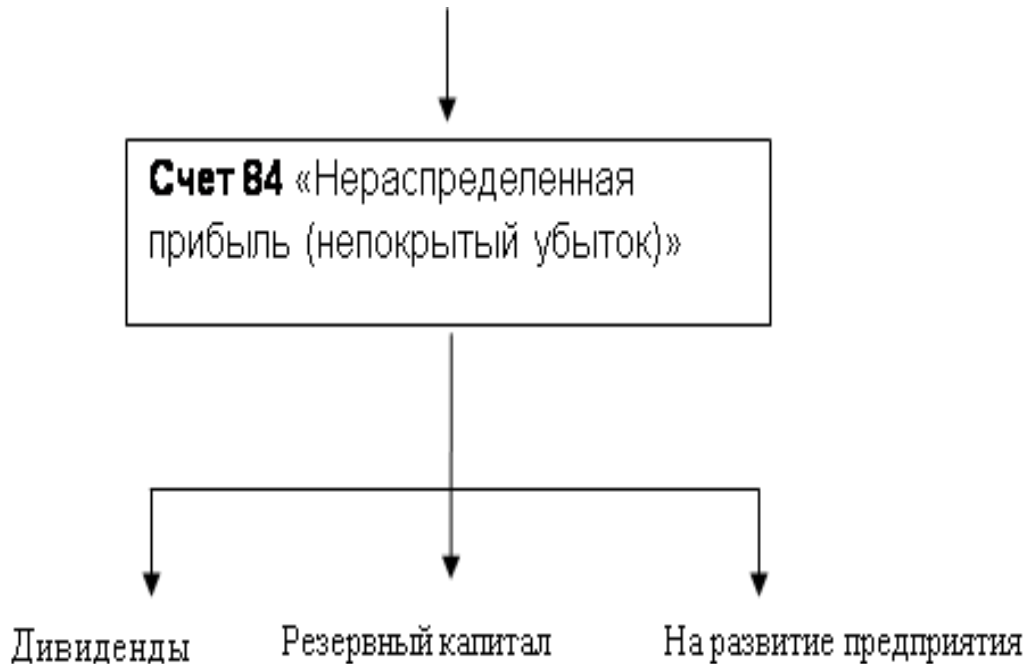 Счет 84 «Нераспределенная
прибыль (непокрытый убыток)»
Дивиденды
Резервный капитал
На развитие предприятия